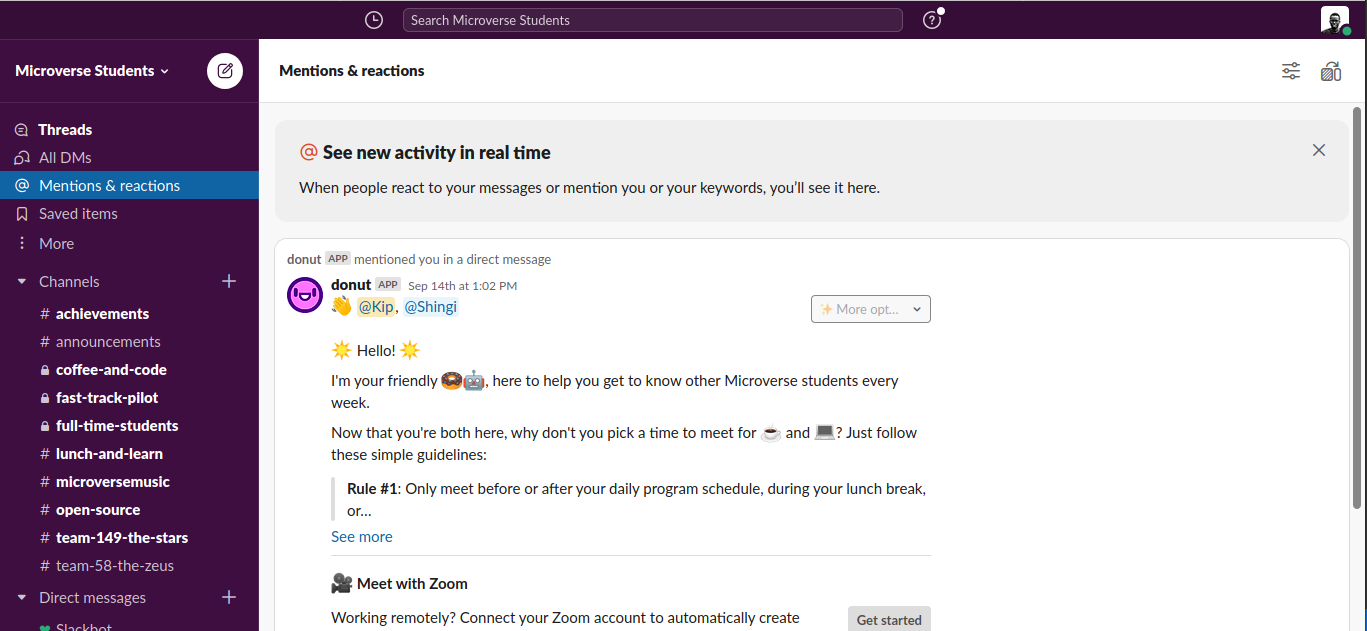 Search Microverse Students
Microverse Students
Threads
All DMs
Mentions & reactions
Saved items
More
Channels
# achievements
# announcements
coffee-and-code
fast-track-pilot
full-time-students
# lunch-and-learn
# microversemusic
# open-source
# team-149-the-stars
# team-58-the-zeus
Direct messages
Slackbot
Mentions & reactions
@ See new activity in real time
When people react to your messages or mention you or your keywords, you’ll see it here.
donut APP mentioned you in a direct message
donut APP Sep 14th at 1:02 PM
👋 @Kip, @Shingi
✨ More opt...
☀️ Hello! ☀️
I'm your friendly 🍩🤖, here to help you get to know other Microverse students every
week.
Now that you're both here, why don't you pick a time to meet for ☕ and 💻? Just follow
these simple guidelines:
Rule #1: Only meet before or after your daily program schedule, during your lunch break,
or...
See more
🎥 Meet with Zoom
Working remotely? Connect your Zoom account to automatically create
Get started